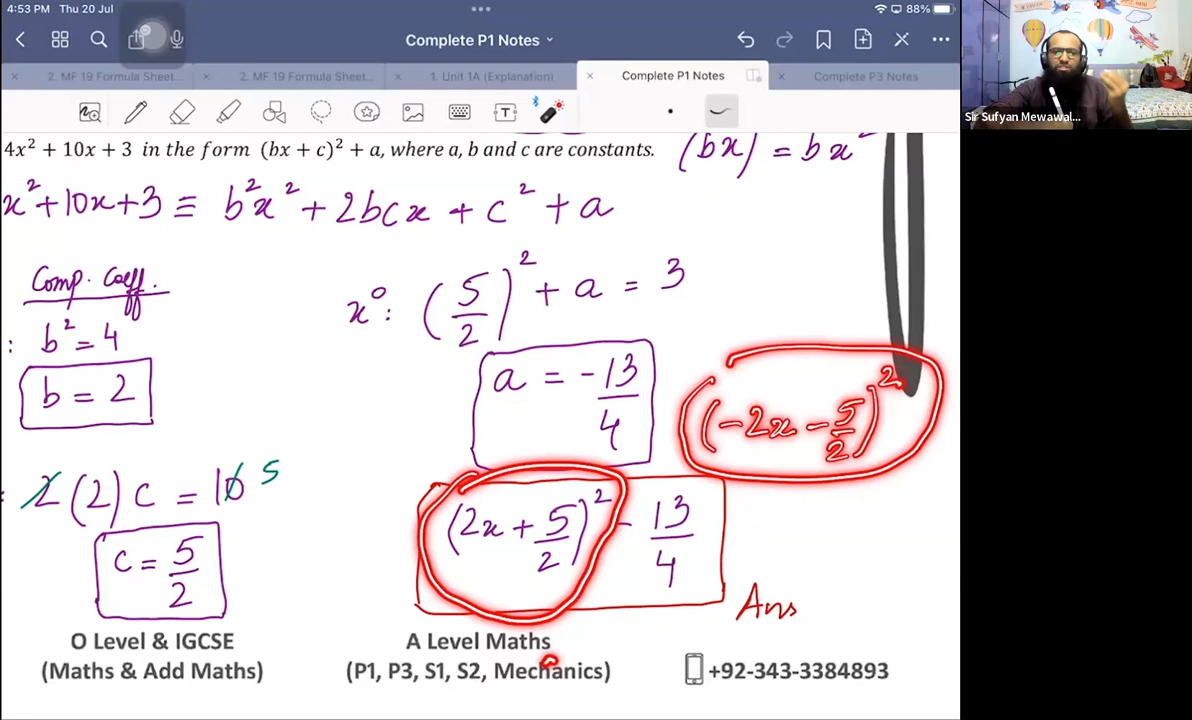 4:53 PM Thu 20 Jul
88%
Complete P1 Notes
2. MF 19 Formula Sheet...
2. MF 19 Formula Sheet...
1. Unit 1A (Explanation)
Complete P1 Notes
Complete P3 Notes
Sir Sufyan Mewawal...
4x² + 10x + 3 in the form (bx + c)² + a, where a, b and c are constants.
(bx) = bx²
x² + 10x + 3 ≡ b²x² + 2bcx + c² + a
Comp. Coeff.
: b² = 4
b = 2
2(2)c = 10 5
c = 5/2
x⁰: (5/2)² + a = 3
a = -13/4
(-2x - 5/2)²
(2x + 5/2)² - 13/4
Ans
O Level & IGCSE
(Maths & Add Maths)
A Level Maths
(P1, P3, S1, S2, Mechanics)
+92-343-3384893